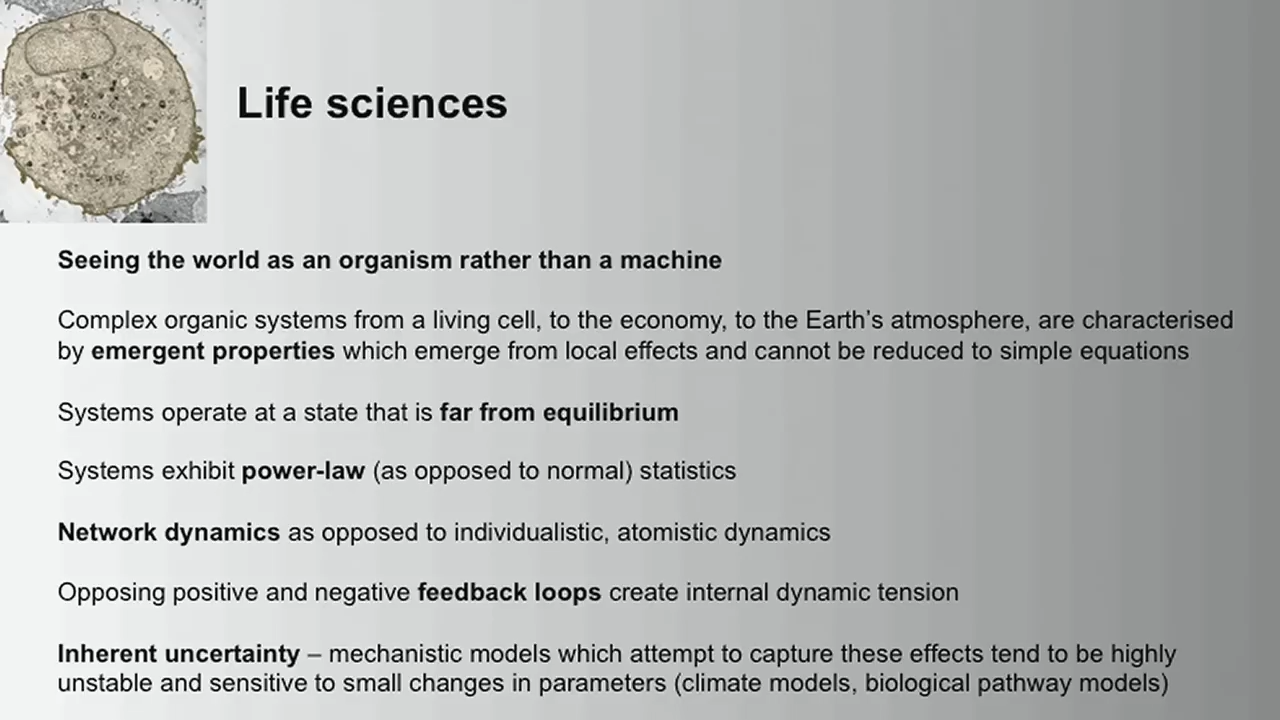 Life sciences
Seeing the world as an organism rather than a machine
Complex organic systems from a living cell, to the economy, to the Earth’s atmosphere, are characterised
by emergent properties which emerge from local effects and cannot be reduced to simple equations
Systems operate at a state that is far from equilibrium
Systems exhibit power-law (as opposed to normal) statistics
Network dynamics as opposed to individualistic, atomistic dynamics
Opposing positive and negative feedback loops create internal dynamic tension
Inherent uncertainty – mechanistic models which attempt to capture these effects tend to be highly
unstable and sensitive to small changes in parameters (climate models, biological pathway models)